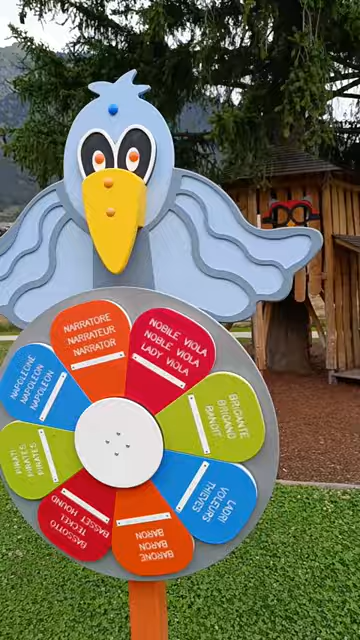 NARRATORE
NARRATEUR
NARRATOR
NOBILE VIOLA
NOBLE VIOLA
LADY VIOLA
BRIGANTE
BRIGAND
BANDIT
LADRI
VOLEURS
THIEVES
BARONE
BARON
BARON
BASSOTTO
TECKEL
BASSET HOUND
PIRATI
PIRATES
PIRATES
NAPOLEONE
NAPOLÉON
NAPOLEON